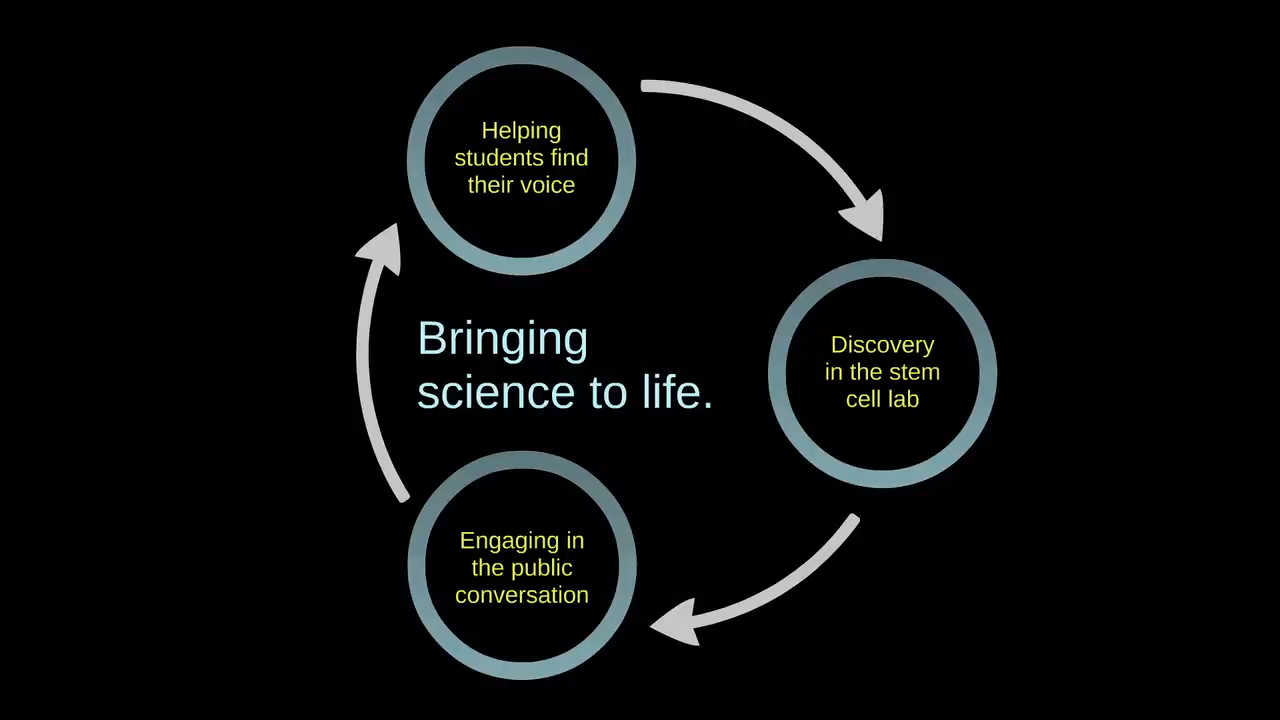 Helping
students find
their voice
Bringing
science to life.
Discovery
in the stem
cell lab
Engaging in
the public
conversation